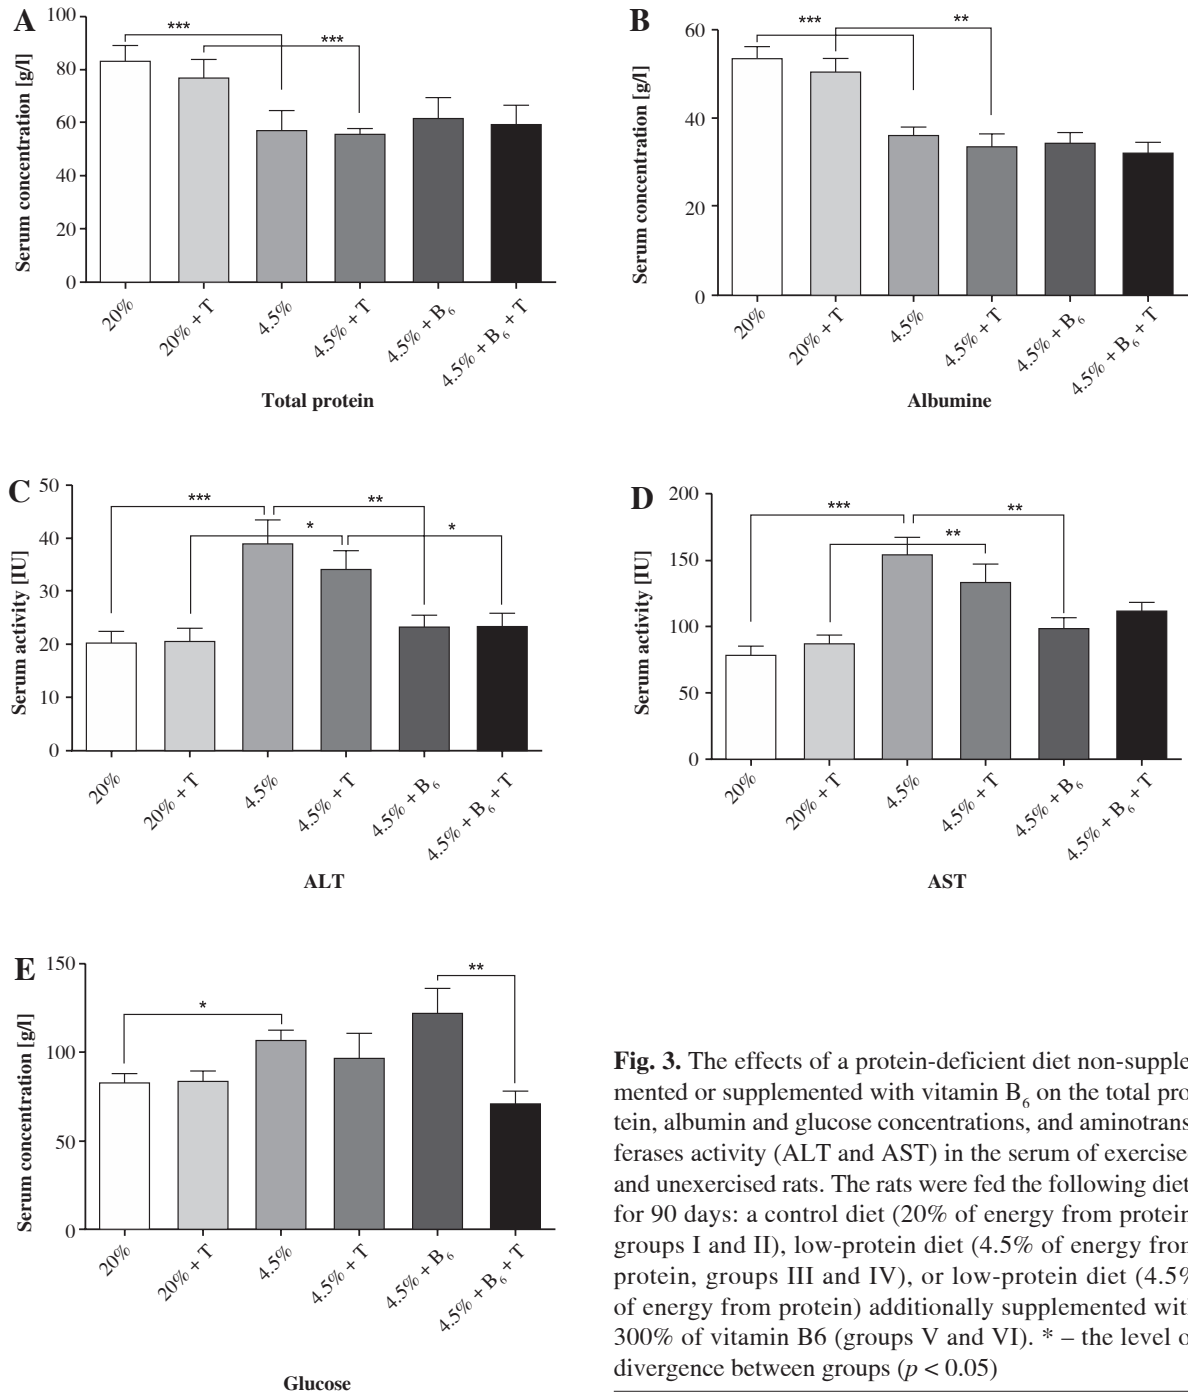 A
***
***
Serum concentration [g/l]
100
80
60
40
20
0
20%
20% + T
4.5%
4.5% + T
4.5% + B6
4.5% + B6 + T
Total protein
B
***
**
Serum concentration [g/l]
60
40
20
0
20%
20% + T
4.5%
4.5% + T
4.5% + B6
4.5% + B6 + T
Albumine
C
***
**
*
*
Serum activity [IU]
50
40
30
20
10
0
20%
20% + T
4.5%
4.5% + T
4.5% + B6
4.5% + B6 + T
ALT
D
***
**
**
Serum activity [IU]
200
150
100
50
0
20%
20% + T
4.5%
4.5% + T
4.5% + B6
4.5% + B6 + T
AST
E
*
**
Serum concentration [g/l]
150
100
50
0
20%
20% + T
4.5%
4.5% + T
4.5% + B6
4.5% + B6 + T
Glucose
Fig. 3. The effects of a protein-deficient diet non-supple
mented or supplemented with vitamin B6 on the total pro
tein, albumin and glucose concentrations, and aminotrans
ferases activity (ALT and AST) in the serum of exercise
and unexercised rats. The rats were fed the following diet
for 90 days: a control diet (20% of energy from protein
groups I and II), low-protein diet (4.5% of energy from
protein, groups III and IV), or low-protein diet (4.5%
of energy from protein) additionally supplemented with
300% of vitamin B6 (groups V and VI). * – the level o
divergence between groups (p < 0.05)